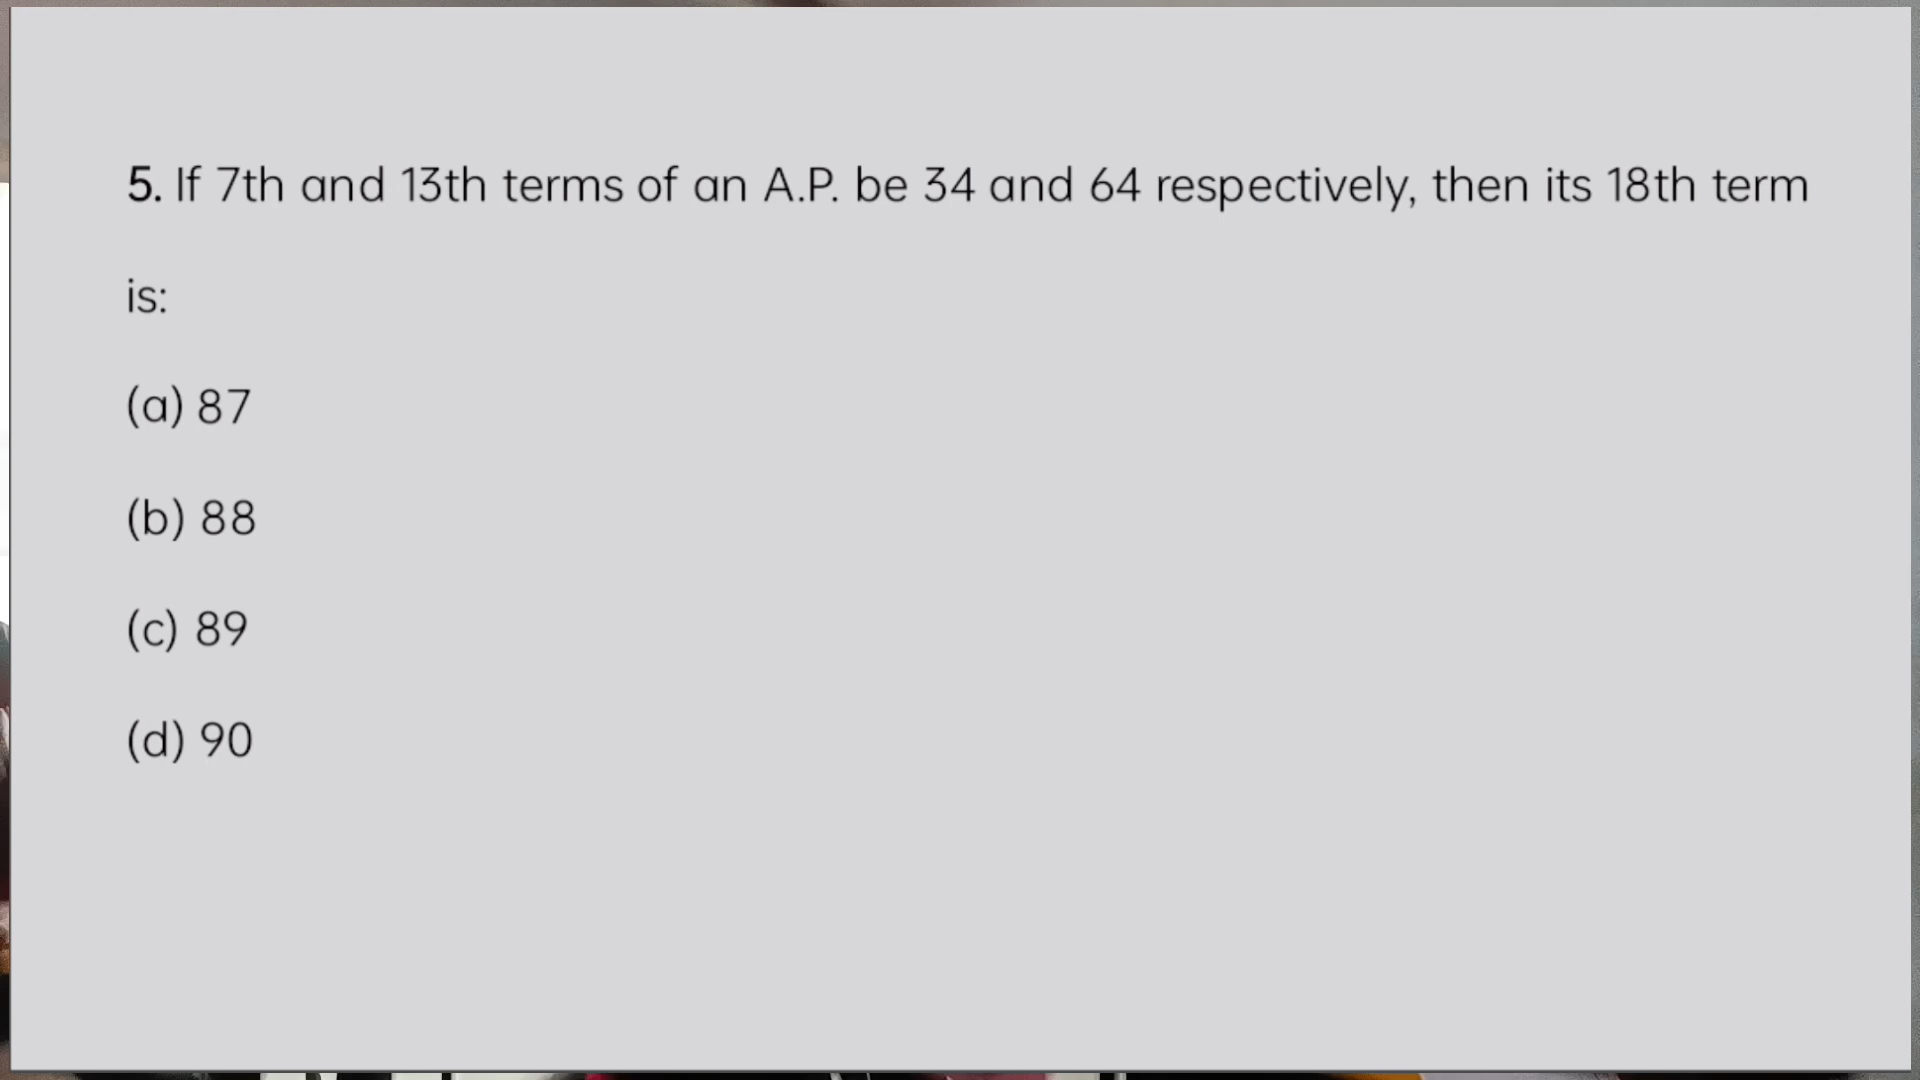 5. If 7th and 13th terms of an A.P. be 34 and 64 respectively, then its 18th term
is:
(a) 87
(b) 88
(c) 89
(d) 90